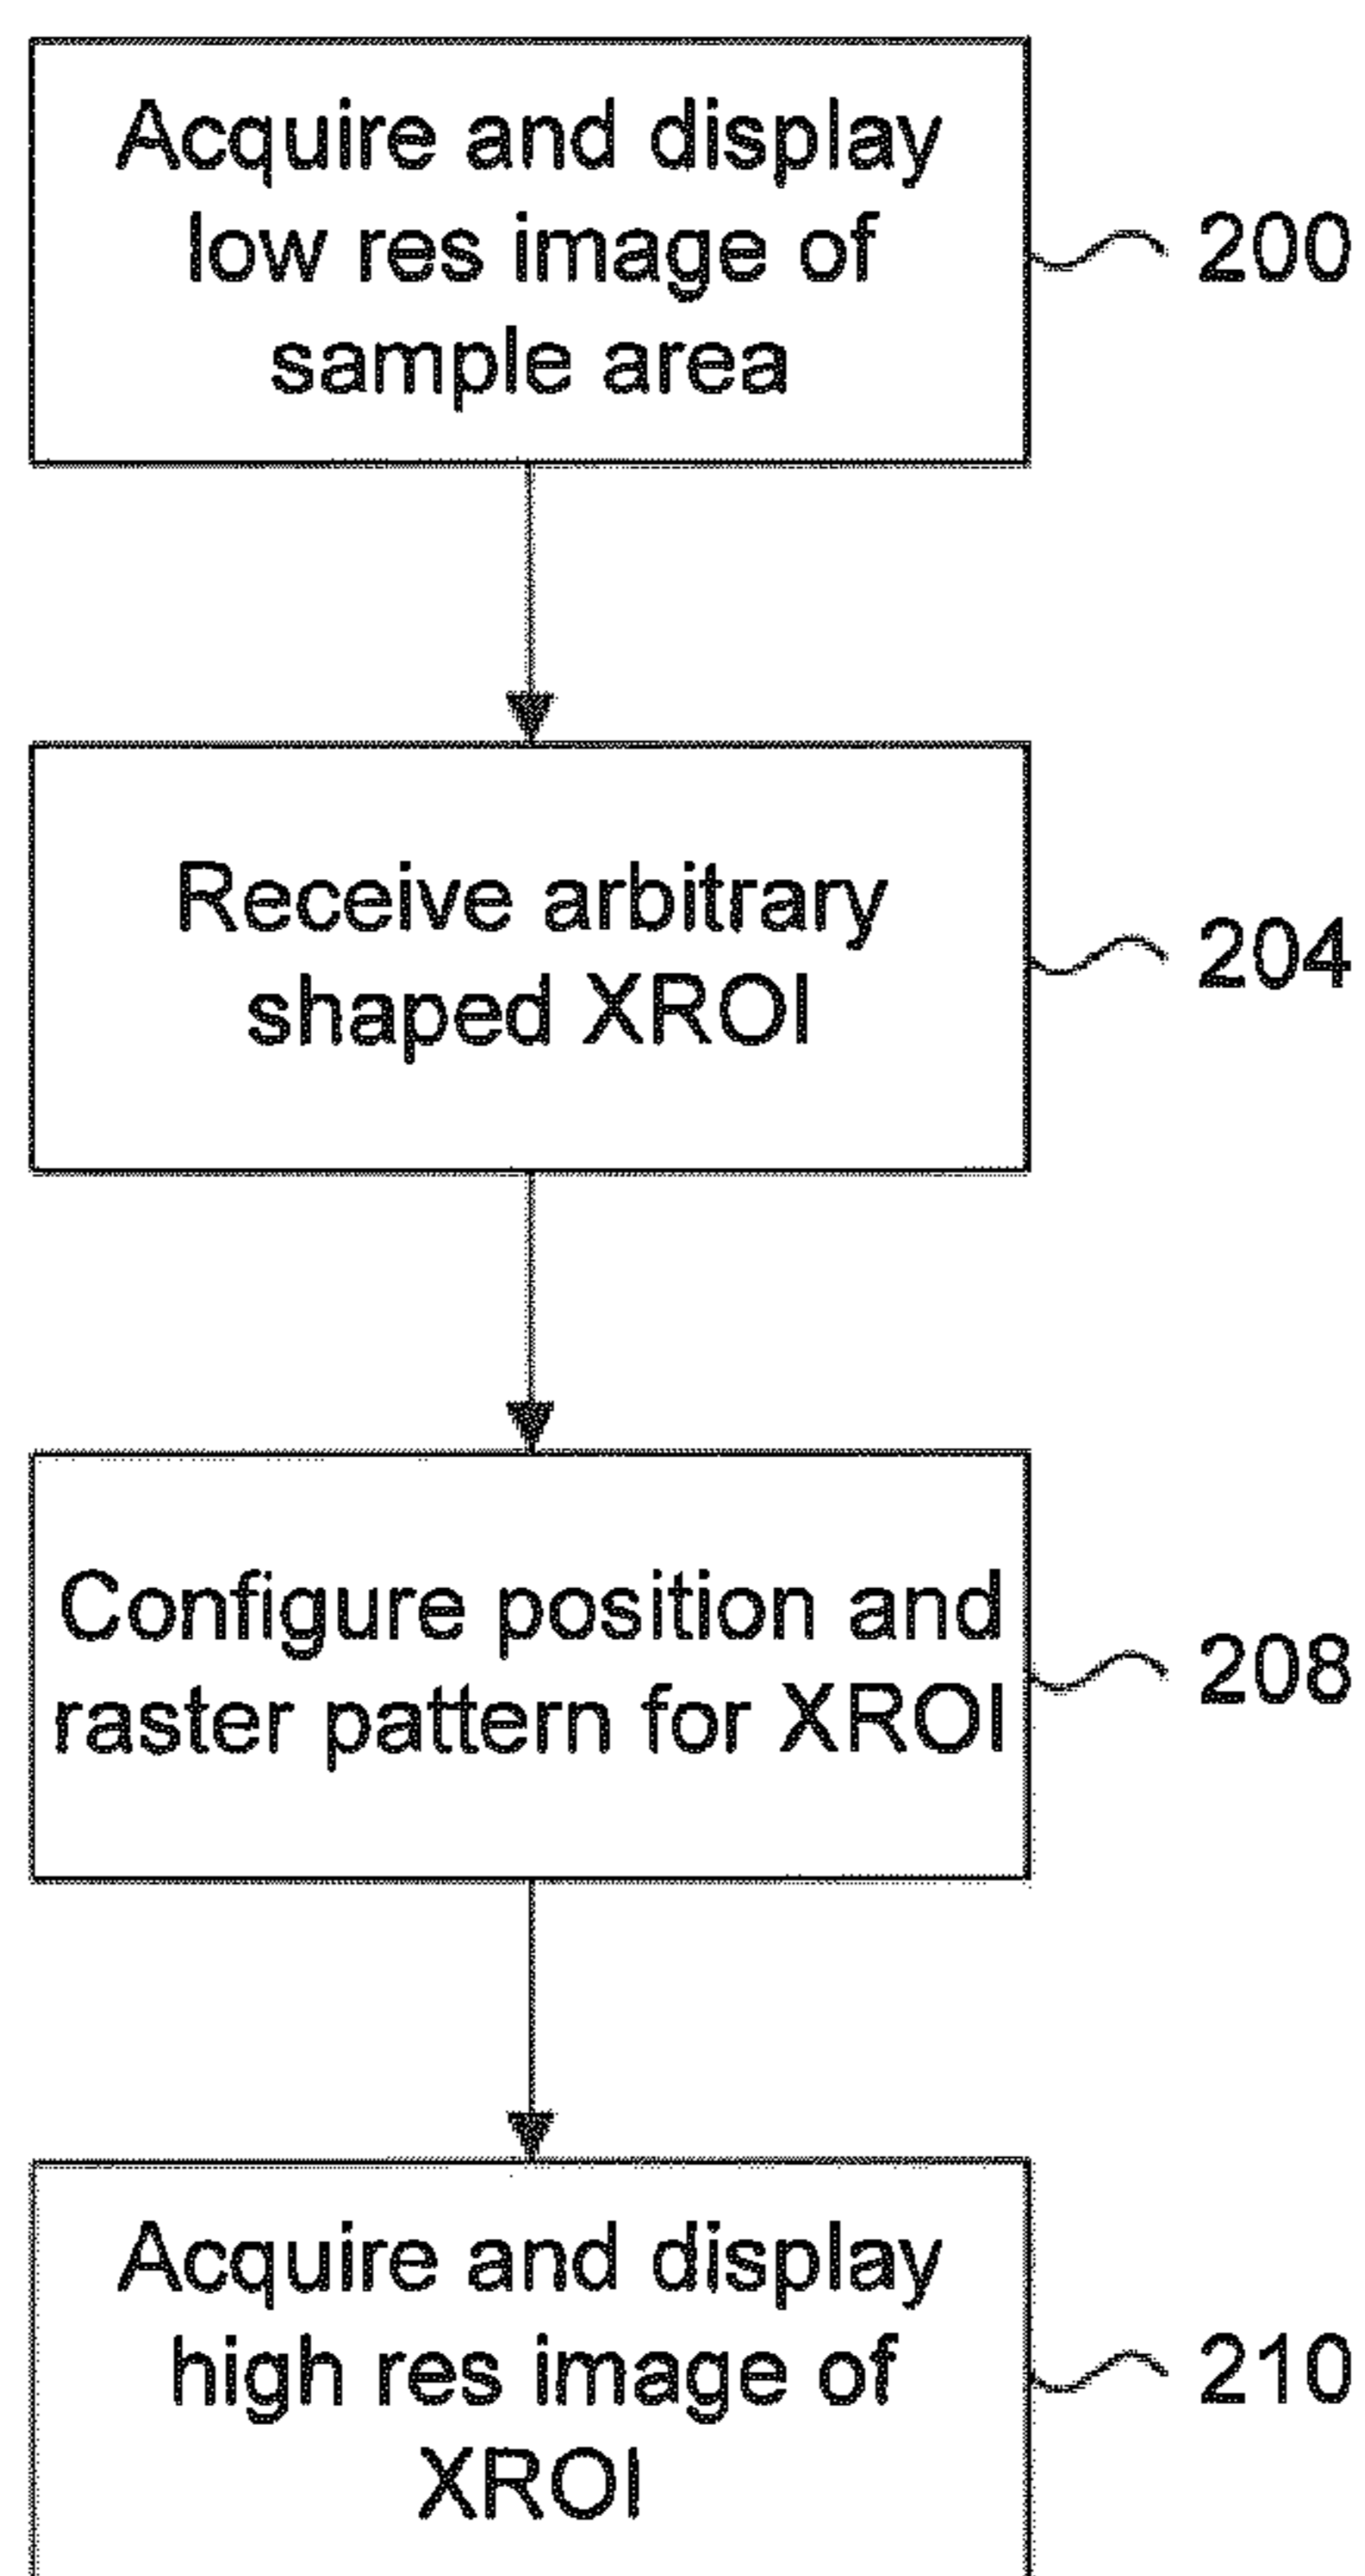 Acquire and display
low res image of
sample area
200
Receive arbitrary
shaped XROI
204
Configure position and
raster pattern for XROI
208
Acquire and display
high res image of
XROI
210